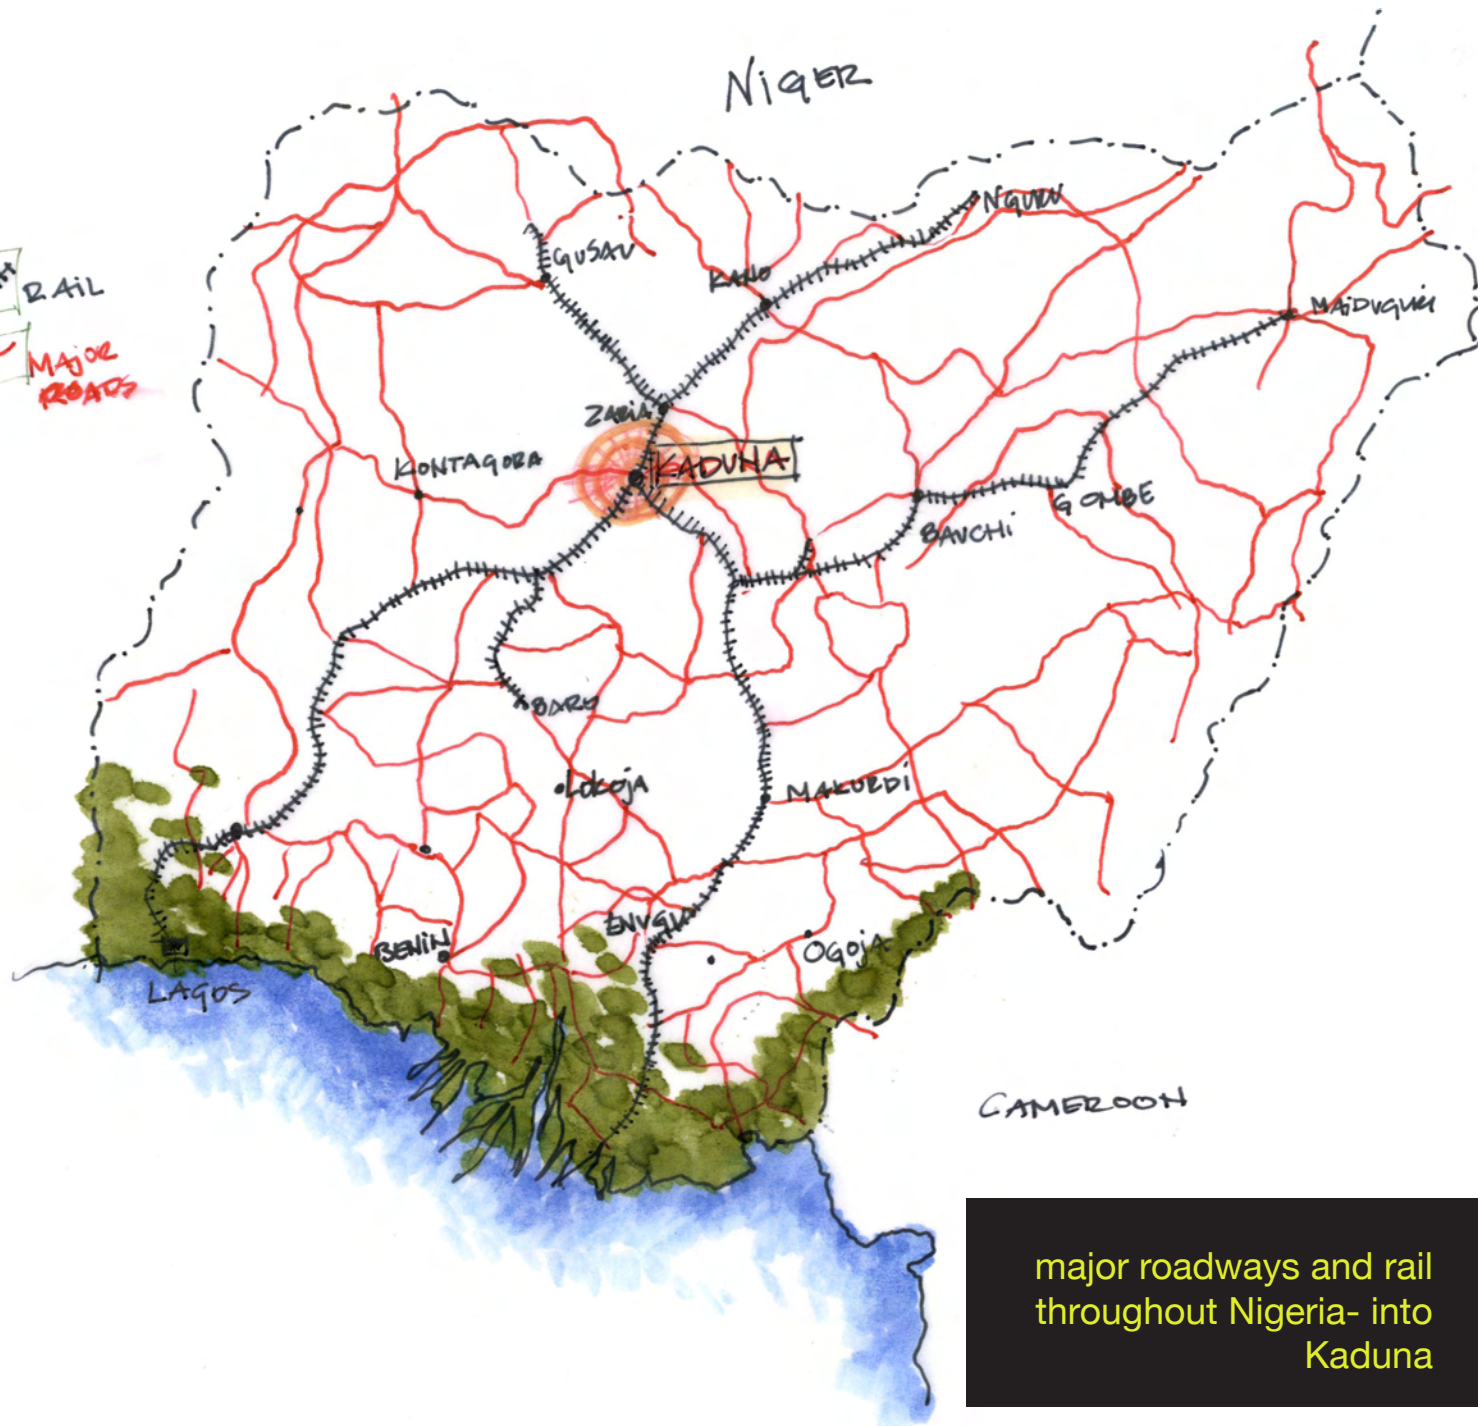 NIGER
NGURU
GUSAU
KANO
RAIL
MAIDUGURI
MAJOR
ROADS
ZARIA
KADUNA
KONTAGORA
GOMBE
BAUCHI
BARO
LOKOJA
MAKURDI
ENUGU
BENIN
OGOJA
LAGOS
CAMEROON
major roadways and rail
throughout Nigeria- into
Kaduna